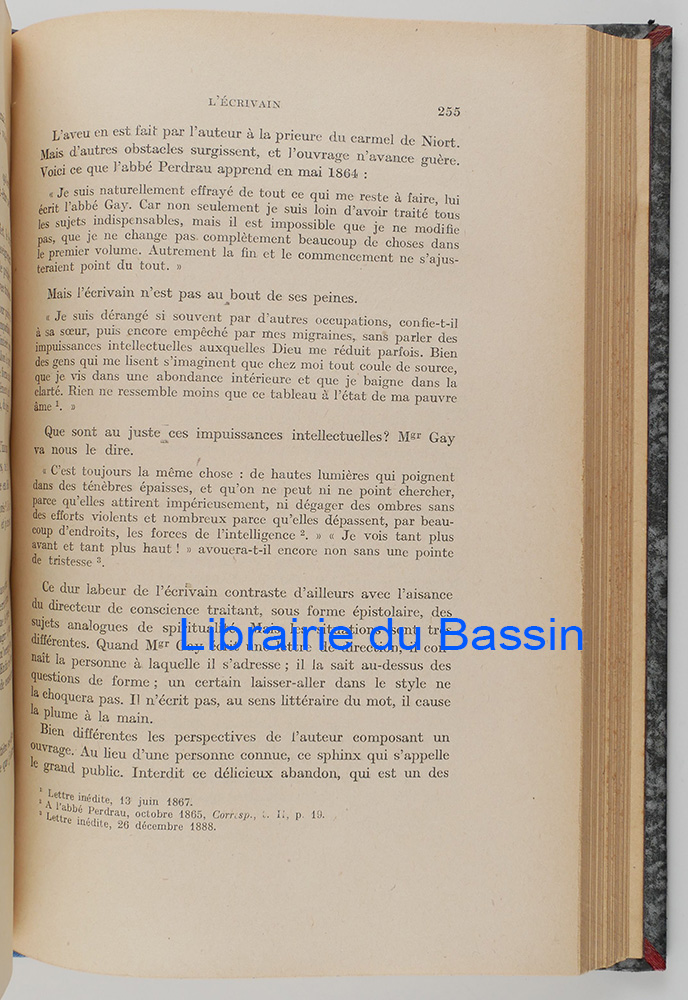 L'ÉCRIVAIN
255
L'aveu en est fait par l'auteur à la prieure du carmel de Niort.
Mais d'autres obstacles surgissent, et l'ouvrage n'avance guère.
Voici ce que l'abbé Perdrau apprend en mai 1864 :
« Je suis naturellement effrayé de tout ce qui me reste à faire, lui
écrit l'abbé Gay. Car non seulement je suis loin d'avoir traité tous
les sujets indispensables, mais il est impossible que je ne modifie
pas, que je ne change pas complètement beaucoup de choses dans
le premier volume. Autrement la fin et le commencement ne s'ajus-
teraient point du tout. »
Mais l'écrivain n'est pas au bout de ses peines.
« Je suis dérangé si souvent par d'autres occupations, confie-t-il
à sa sœur, puis encore empêché par mes migraines, sans parler des
impuissances intellectuelles auxquelles Dieu me réduit parfois. Bien
des gens qui me lisent s'imaginent que chez moi tout coule de source,
que je vis dans une abondance intérieure et que je baigne dans la
clarté. Rien ne ressemble moins que ce tableau à l'état de ma pauvre
âme ¹. »
Que sont au juste ces impuissances intellectuelles? Mgr Gay
va nous le dire.
« C'est toujours la même chose : de hautes lumières qui poignent
dans des ténèbres épaisses, et qu'on ne peut ni ne point chercher,
parce qu'elles attirent impérieusement, ni dégager des ombres sans
des efforts violents et nombreux parce qu'elles dépassent, par beau-
coup d'endroits, les forces de l'intelligence ². » « Je vois tant plus
avant et tant plus haut ! » avouera-t-il encore non sans une pointe
de tristesse ³.
Ce dur labeur de l'écrivain contraste d'ailleurs avec l'aisance
du directeur de conscience traitant, sous forme épistolaire, des
sujets analogues de spiritualité. Mais les situations sont très
différentes. Quand Mgr Gay écrit une lettre de direction, il con-
naît la personne à laquelle il s'adresse ; il la sait au-dessus des
questions de forme ; un certain laisser-aller dans le style ne
la choquera pas. Il n'écrit pas, au sens littéraire du mot, il cause
la plume à la main.
Bien différentes les perspectives de l'auteur composant un
ouvrage. Au lieu d'une personne connue, ce sphinx qui s'appelle
le grand public. Interdit ce délicieux abandon, qui est un des
¹ Lettre inédite, 13 juin 1867.
² A l'abbé Perdrau, octobre 1865, Corresp., t. II, p. 19.
³ Lettre inédite, 26 décembre 1888.
Librairie du Bassin